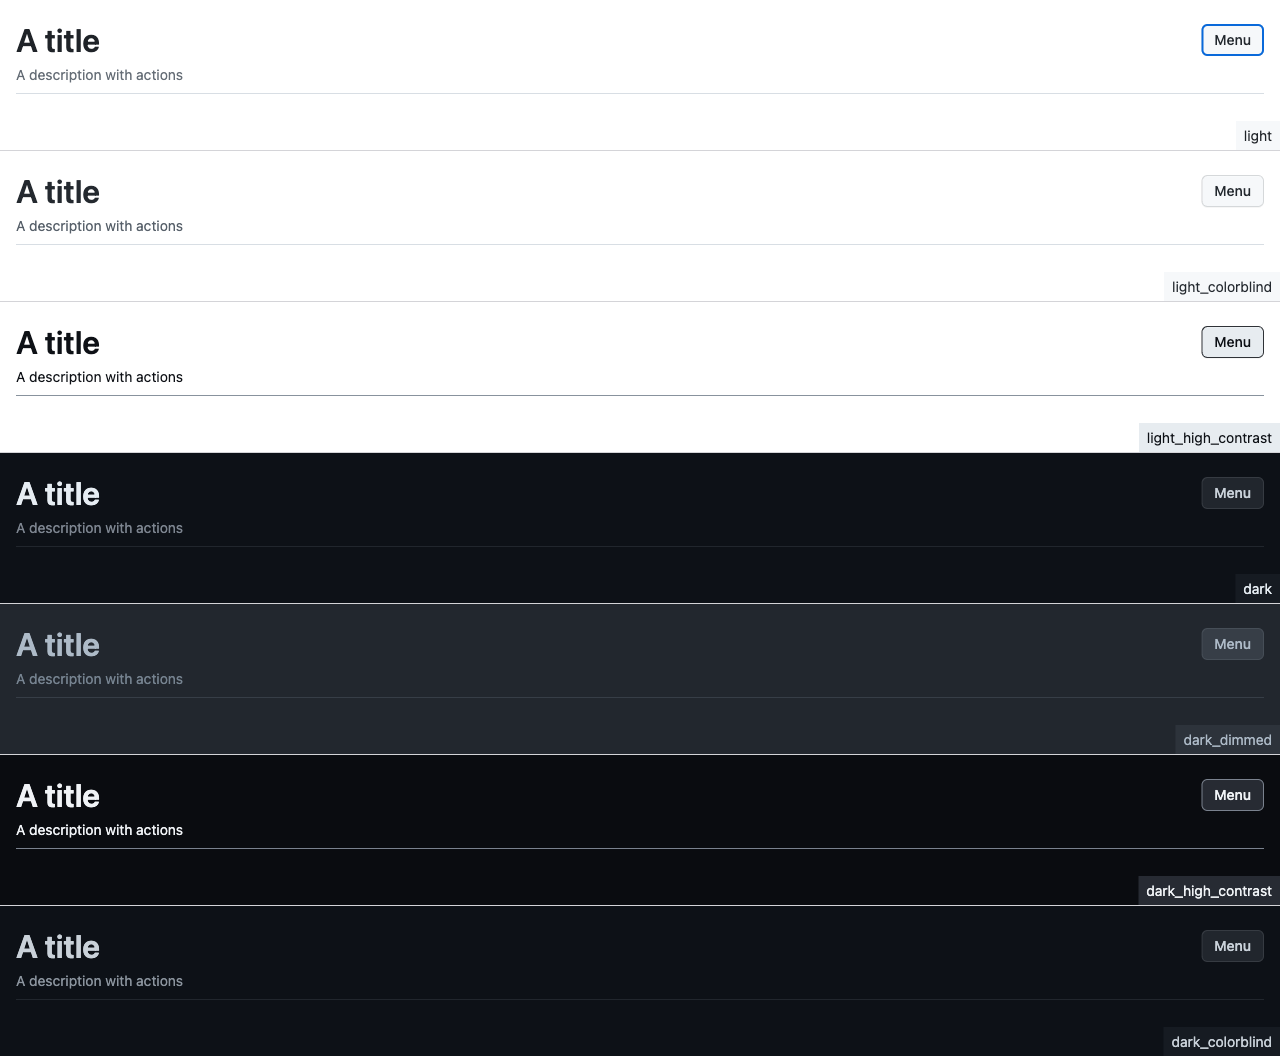 A title
Menu
A description with actions
light
A title
Menu
A description with actions
light_colorblind
A title
Menu
A description with actions
light_high_contrast
A title
Menu
A description with actions
dark
A title
Menu
A description with actions
dark_dimmed
A title
Menu
A description with actions
dark_high_contrast
A title
Menu
A description with actions
dark_colorblind